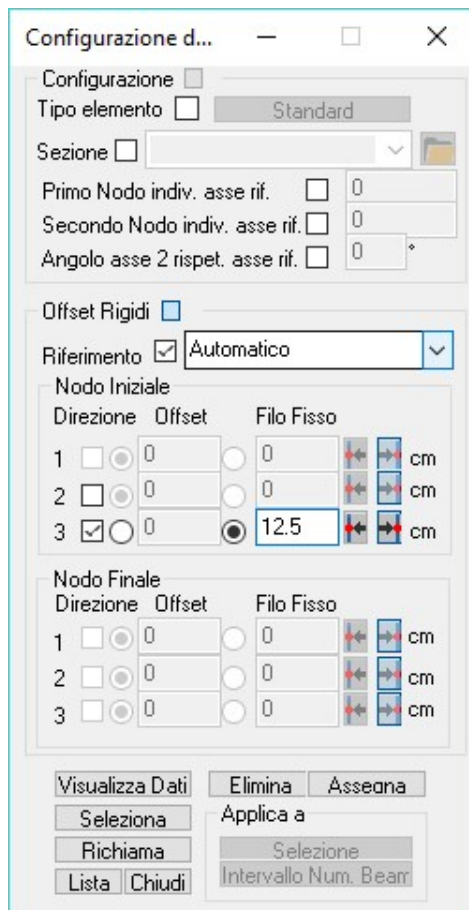 Configurazione d...
Configurazione
Tipo elemento Standard
Sezione
Primo Nodo indiv. asse rif. 0
Secondo Nodo indiv. asse rif. 0
Angolo asse 2 rispet. asse rif. 0 °
Offset Rigidi
Riferimento Automatico
Nodo Iniziale
Direzione Offset Filo Fisso
1 0 0 cm
2 0 0 cm
3 0 12.5 cm
Nodo Finale
Direzione Offset Filo Fisso
1 0 0 cm
2 0 0 cm
3 0 0 cm
Visualizza Dati Elimina Assegna
Seleziona Applica a
Richiama Selezione
Lista Chiudi Intervallo Num. Beam